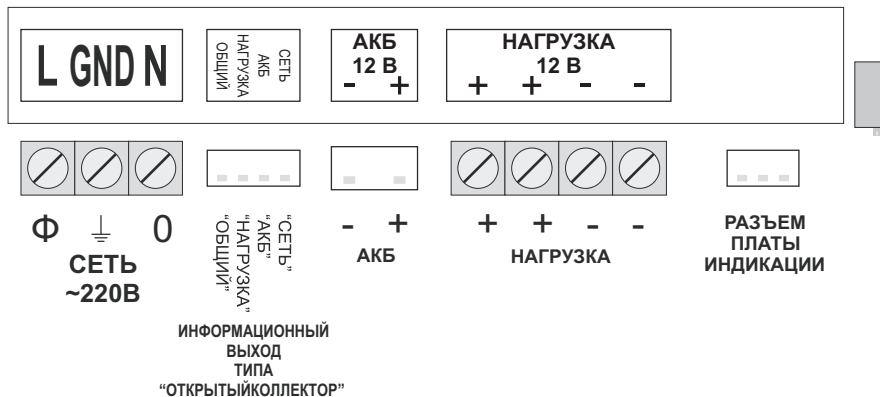 L GND N
СЕТЬ
АКБ
НАГРУЗКА
ОБЩИЙ
АКБ
12 В
- +
НАГРУЗКА
12 В
+ + - -
Ф 0
СЕТЬ
~220В
“СЕТЬ”
“АКБ”
“НАГРУЗКА”
“ОБЩИЙ”
ИНФОРМАЦИОННЫЙ
ВЫХОД
ТИПА
“ОТКРЫТЫЙКОЛЛЕКТОР”
- +
АКБ
+ + - -
НАГРУЗКА
РАЗЪЕМ
ПЛАТЫ
ИНДИКАЦИИ